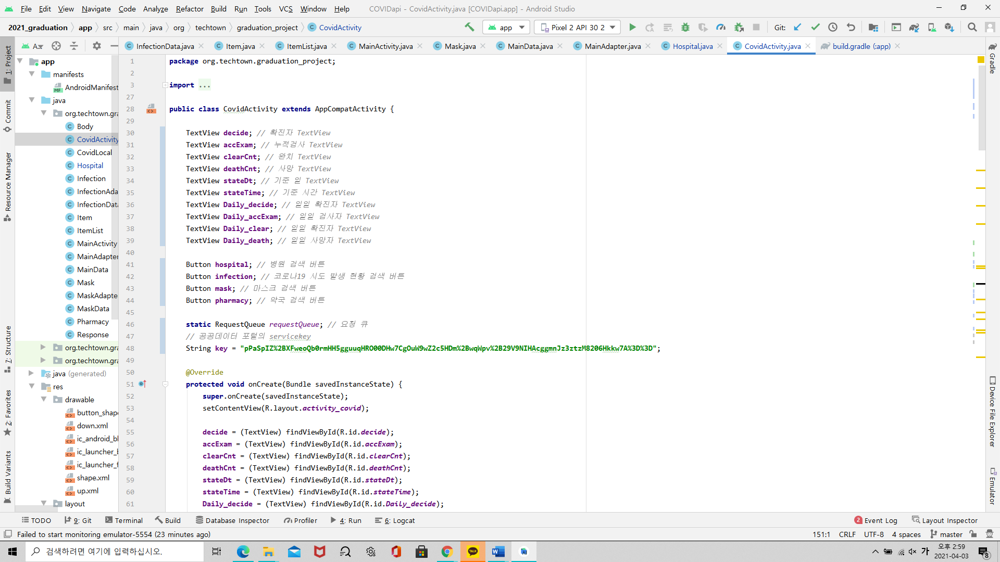 File Edit View Navigate Code Analyze Refactor Build Run Tools VCS Window Help COVIDapi - CovidActivity.java [COVIDapi.app] - Android Studio
2021_graduation app src main java org techtown graduation_project CovidActivity app Pixel 2 API 30 2 Git:
A... InfectionData.java Item.java ItemList.java MainActivity.java Mask.java MainData.java MainAdapter.java Hospital.java CovidActivity.java build.gradle (:app)
1: Project
Commit
Resource Manager
7: Structure
2: Favorites
Build Variants
app
manifests
AndroidManifest
java
org.techtown.gra
Body
CovidActivity
CovidLocal
Hospital
Infection
InfectionAda
InfectionData
Item
ItemList
MainActivity
MainAdapter
MainData
Mask
MaskAdapte
MaskData
Pharmacy
Response
org.techtown.gra
org.techtown.gra
java (generated)
res
drawable
button_shap
down.xml
ic_android_bl
ic_launcher_b
ic_launcher_f
shape.xml
up.xml
layout
1 package org.techtown.graduation_project;
2
3 import ...
27
28 public class CovidActivity extends AppCompatActivity {
29
30 TextView decide; // 확진자 TextView
31 TextView accExam; // 누적검사 TextView
32 TextView clearCnt; // 완치 TextView
33 TextView deathCnt; // 사망 TextView
34 TextView stateDt; // 기준 일 TextView
35 TextView stateTime; // 기준 시간 TextView
36 TextView Daily_decide; // 일일 확진자 TextView
37 TextView Daily_accExam; // 일일 검사자 TextView
38 TextView Daily_clear; // 일일 확진자 TextView
39 TextView Daily_death; // 일일 사망자 TextView
40
41 Button hospital; // 병원 검색 버튼
42 Button infection; // 코로나19 시도 발생 현황 검색 버튼
43 Button mask; // 마스크 검색 버튼
44 Button pharmacy; // 약국 검색 버튼
45
46 static RequestQueue requestQueue; // 요청 큐
47 // 공공데이터 포털의 servicekey
48 String key = "pPaSpIZ%2BXFweoQb0rmHH5gguuqHRO00DHw7CgOuW9wZ2c5HDm%2BwqWpv%2B29V9NIHAcggmnJz3ztzM8206Hkkw7A%3D%3D";
49
50 @Override
51 protected void onCreate(Bundle savedInstanceState) {
52 super.onCreate(savedInstanceState);
53 setContentView(R.layout.activity_covid);
54
55 decide = (TextView) findViewById(R.id.decide);
56 accExam = (TextView) findViewById(R.id.accExam);
57 clearCnt = (TextView) findViewById(R.id.clearCnt);
58 deathCnt = (TextView) findViewById(R.id.deathCnt);
59 stateDt = (TextView) findViewById(R.id.stateDt);
60 stateTime = (TextView) findViewById(R.id.stateTime);
61 Daily_decide = (TextView) findViewById(R.id.Daily_decide);
Gradle
Device File Explorer
Emulator
TODO 9: Git Terminal Build Database Inspector Profiler 4: Run 6: Logcat 2 Event Log Layout Inspector
Failed to start monitoring emulator-5554 (23 minutes ago) 151:1 CRLF UTF-8 4 spaces master
검색하려면 여기에 입력하십시오. TALK 가 오후 2:59
2021-04-03 8